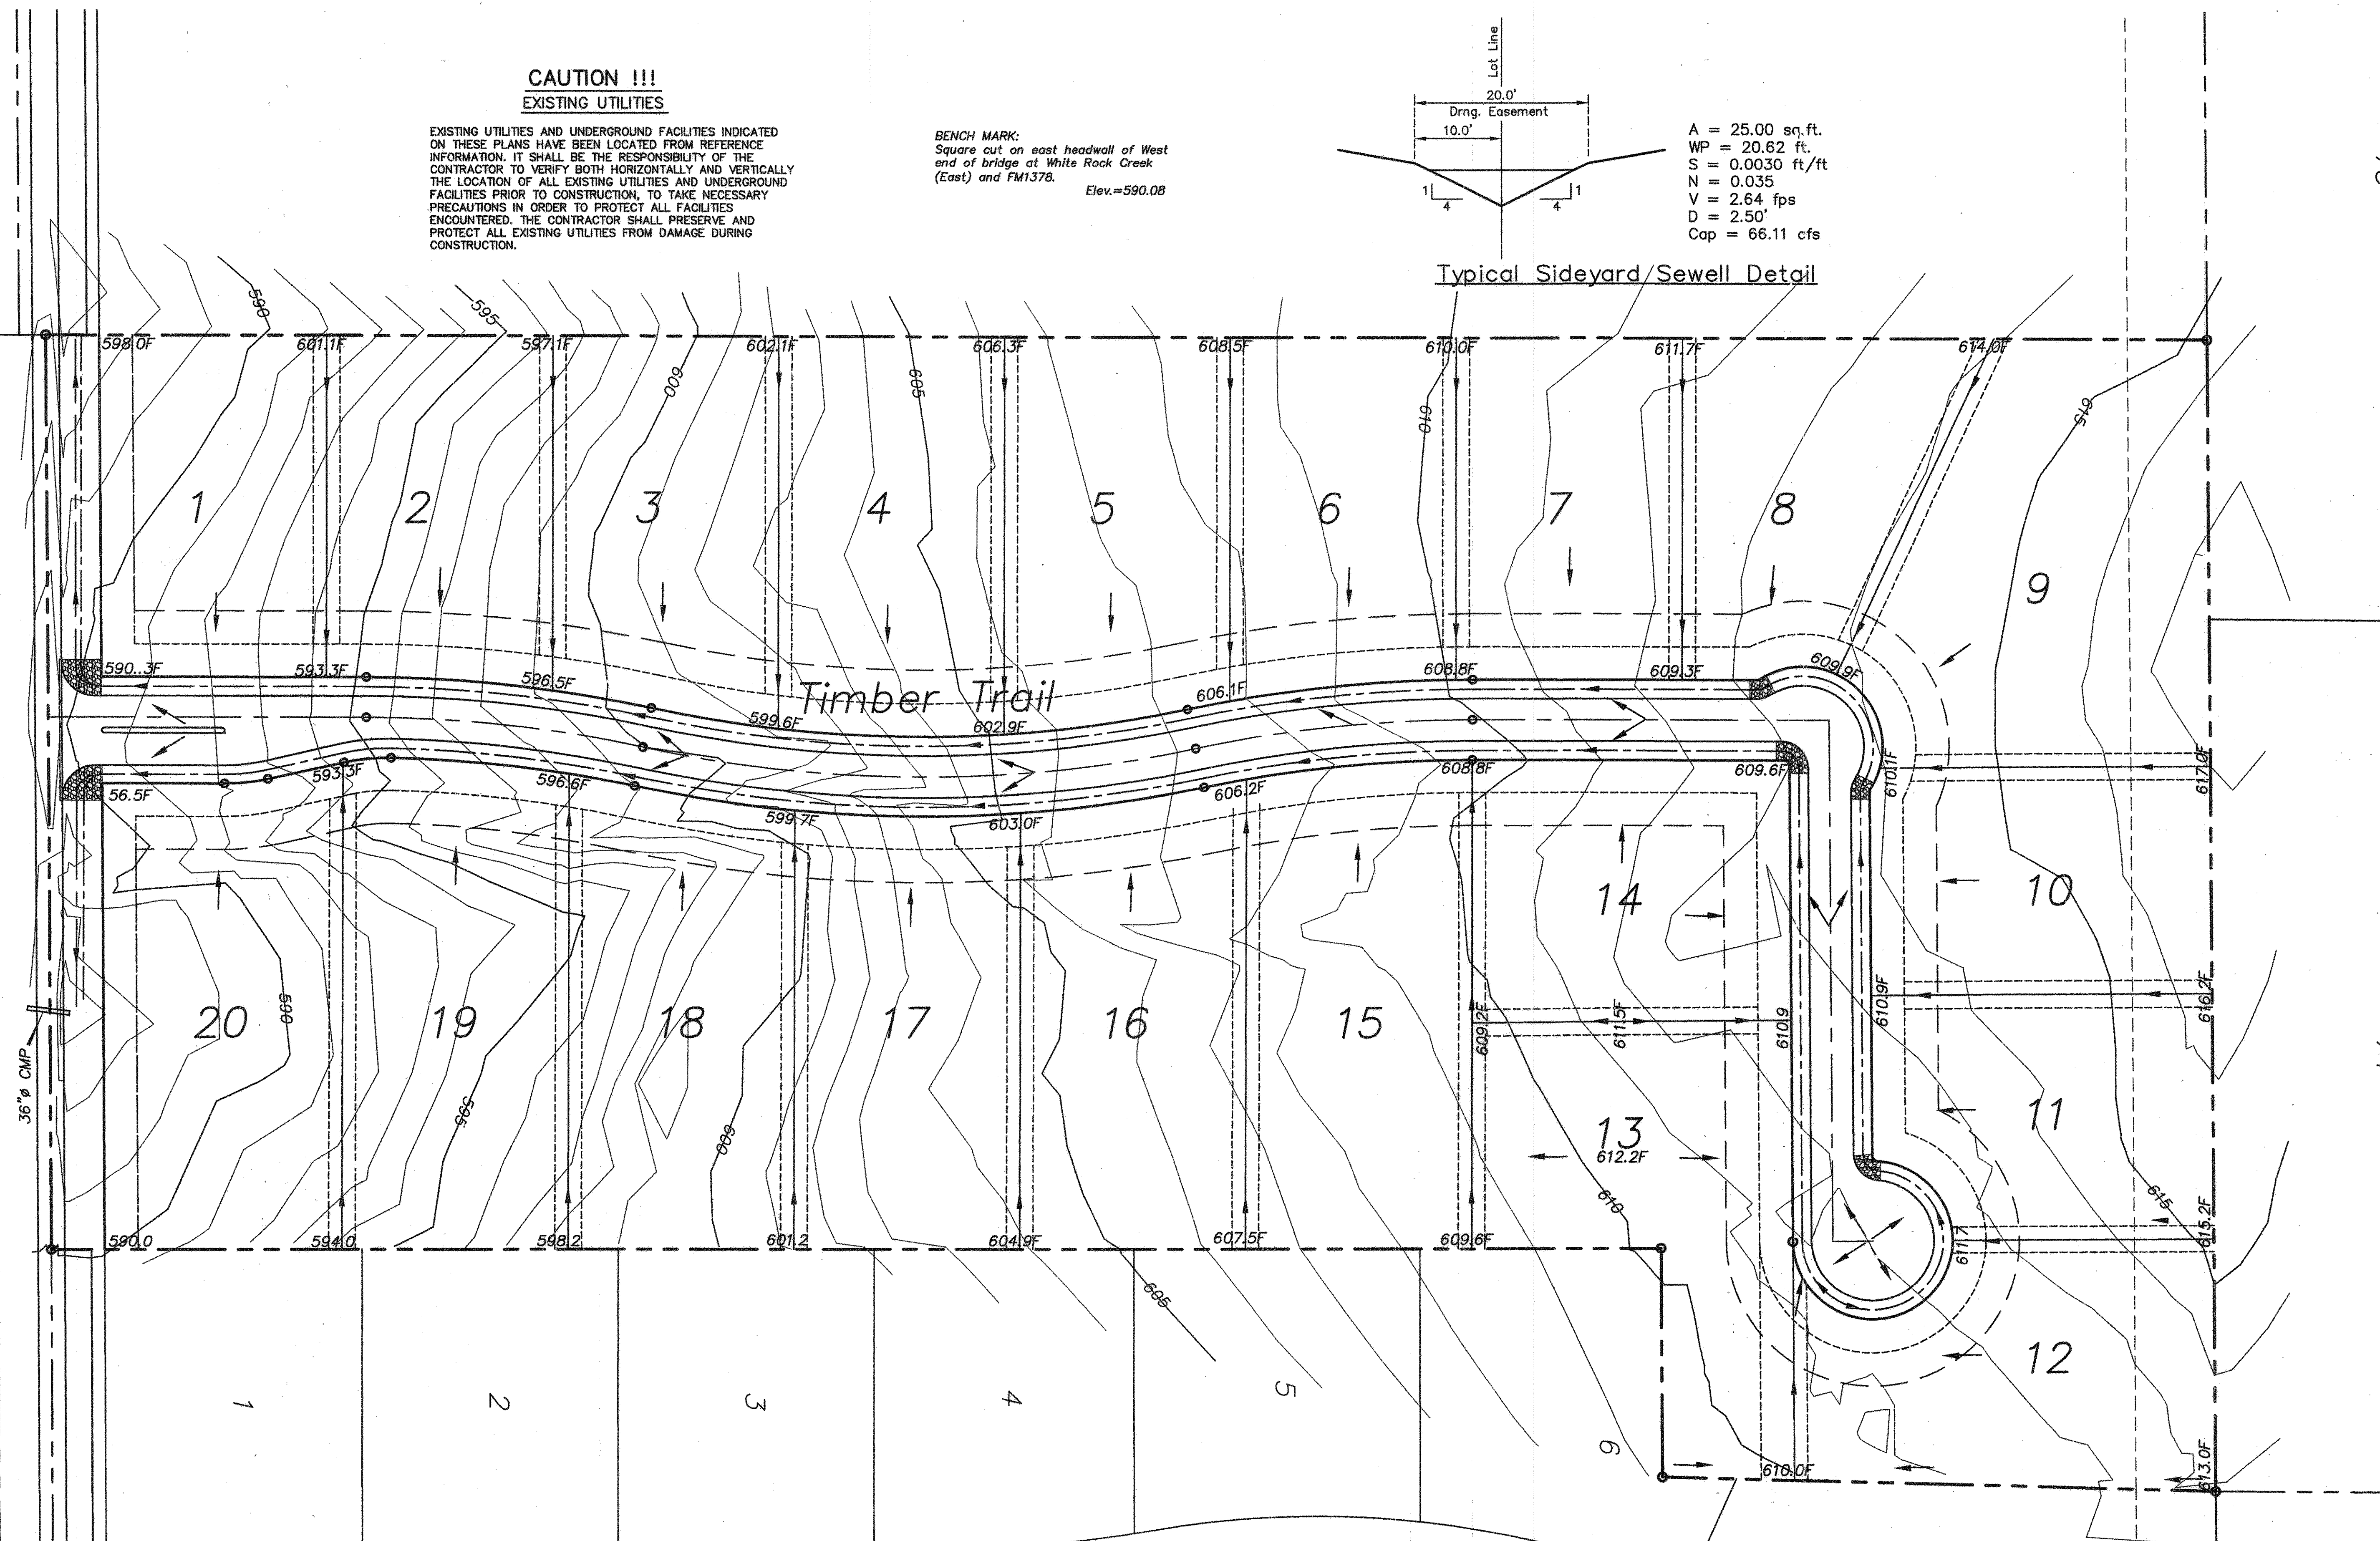 CAUTION !!!
EXISTING UTILITIES
EXISTING UTILITIES AND UNDERGROUND FACILITIES INDICATED
ON THESE PLANS HAVE BEEN LOCATED FROM REFERENCE
INFORMATION. IT SHALL BE THE RESPONSIBILITY OF THE
CONTRACTOR TO VERIFY BOTH HORIZONTALLY AND VERTICALLY
THE LOCATION OF ALL EXISTING UTILITIES AND UNDERGROUND
FACILITIES PRIOR TO CONSTRUCTION, TO TAKE NECESSARY
PRECAUTIONS IN ORDER TO PROTECT ALL FACILITIES
ENCOUNTERED. THE CONTRACTOR SHALL PRESERVE AND
PROTECT ALL EXISTING UTILITIES FROM DAMAGE DURING
CONSTRUCTION.
BENCH MARK:
Square cut on east headwall of West
end of bridge at White Rock Creek
(East) and FM1378.
Elev.=590.08
Lot Line
20.0'
Drng. Easement
10.0'
1
4
1
4
A = 25.00 sq.ft.
WP = 20.62 ft.
S = 0.0030 ft/ft
N = 0.035
V = 2.64 fps
D = 2.50'
Cap = 66.11 cfs
Typical Sideyard Sewell Detail
590
595
598.0F
601.1F
597.1F
602.1F
606.3F
608.5F
610.0F
611.7F
614.0F
600
605
610
615
1
2
3
4
5
6
7
8
9
590..3F
593.3F
596.5F
599.6F
Timber Trail
602.9F
606.1F
608.8F
609.3F
609.9F
56.5F
593.3F
596.6F
599.7F
603.0F
606.2F
608.8F
609.6F
610.1F
617.0F
14
10
590
20
19
18
17
16
15
609.2F
611.5F
610.9
610.9F
616.2F
36"ø CMP
595
600
13
612.2F
11
610
615
590.0
594.0
598.2
601.2
604.9F
607.5F
609.6F
611.7
615.2F
605
12
1
2
3
4
5
6
610.0F
613.0F